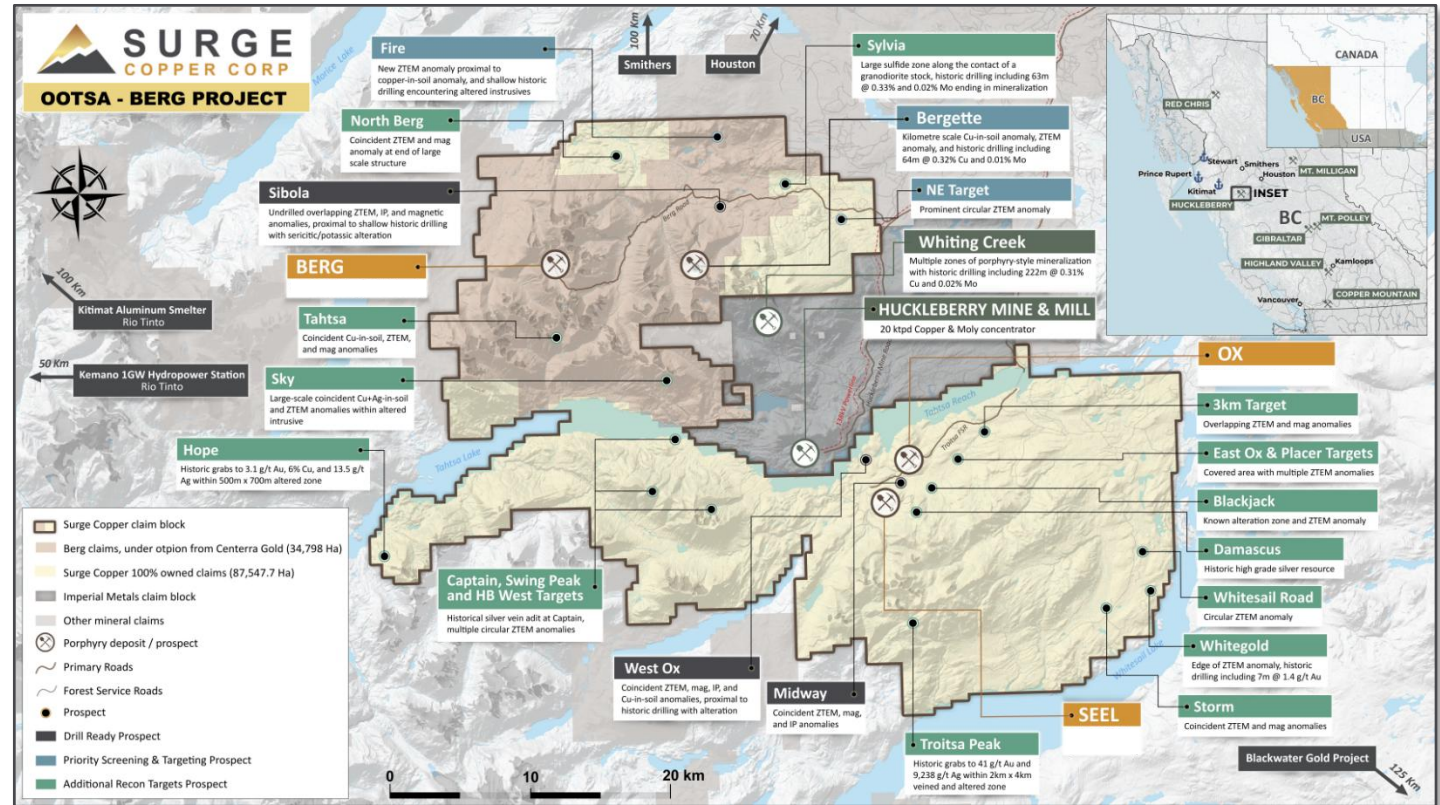 SURGE
COPPER CORP
OOTSA - BERG PROJECT
Fire
New ZTEM anomaly proximal to
copper-in-soil anomaly, and shallow historic
drilling encountering altered instrusives
100 Km
Smithers
70 Km
Houston
Sylvia
Large sulfide zone along the contact of a
granodiorite stock, historic drilling including 63m
@ 0.33% and 0.02% Mo ending in mineralization
North Berg
Coincident ZTEM and mag
anomaly at end of large
scale structure
Bergette
Kilometre scale Cu-in-soil anomaly, ZTEM
anomaly, and historic drilling including
64m @ 0.32% Cu and 0.01% Mo
Sibola
Undrilled overlapping ZTEM, IP, and magnetic
anomalies, proximal to shallow historic drilling
with sericitic/potassic alteration
NE Target
Prominent circular ZTEM anomaly
Whiting Creek
Multiple zones of porphyry-style mineralization
with historic drilling including 222m @ 0.31%
Cu and 0.02% Mo
BERG
HUCKLEBERRY MINE & MILL
20 ktpd Copper & Moly concentrator
100 Km
Kitimat Aluminum Smelter
Rio Tinto
50 Km
Kemano 1GW Hydropower Station
Rio Tinto
Tahtsa
Coincident Cu-in-soil, ZTEM,
and mag anomalies
Sky
Large-scale coincident Cu+Ag-in-soil
and ZTEM anomalies within altered
intrusive
Hope
Historic grabs to 3.1 g/t Au, 6% Cu, and 13.5 g/t
Ag within 500m x 700m altered zone
Morice Lake
Berg Road
138kV Powerline
Huckleberry Mine Road
Tahtsa Reach
Troitsa FSR
Tahtsa Lake
Whitesail Lake
CANADA
BC
USA
RED CHRIS
Stewart
Smithers
Houston
MT. MILLIGAN
Prince Rupert
Kitimat
INSET
HUCKLEBERRY
BC
MT. POLLEY
GIBRALTAR
HIGHLAND VALLEY
Kamloops
COPPER MOUNTAIN
Vancouver
OX
3km Target
Overlapping ZTEM and mag anomalies
East Ox & Placer Targets
Covered area with multiple ZTEM anomalies
Blackjack
Known alteration zone and ZTEM anomaly
Damascus
Historic high grade silver resource
Whitesail Road
Circular ZTEM anomaly
Whitegold
Edge of ZTEM anomaly, historic
drilling including 7m @ 1.4 g/t Au
Storm
Coincident ZTEM and mag anomalies
Captain, Swing Peak
and HB West Targets
Historical silver vein adit at Captain,
multiple circular ZTEM anomalies
West Ox
Coincident ZTEM, mag, IP, and
Cu-in-soil anomalies, proximal to
historic drilling with alteration
Midway
Coincident ZTEM, mag,
and IP anomalies
SEEL
Troitsa Peak
Historic grabs to 41 g/t Au and
9,238 g/t Ag within 2km x 4km
veined and altered zone
Blackwater Gold Project
125 Km
Surge Copper claim block
Berg claims, under otpion from Centerra Gold (34,798 Ha)
Surge Copper 100% owned claims (87,547.7 Ha)
Imperial Metals claim block
Other mineral claims
Porphyry deposit / prospect
Primary Roads
Forest Service Roads
Prospect
Drill Ready Prospect
Priority Screening & Targeting Prospect
Additional Recon Targets Prospect
0 10 20 km